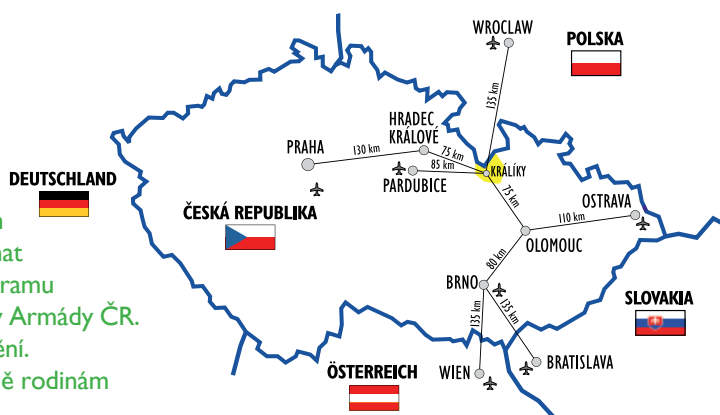 WROCLAW
POLSKA
135 km
HRADEC
KRÁLOVÉ
PRAHA
130 km
75 km
85 km
KRÁLÍKY
PARDUBICE
DEUTSCHLAND
ČESKÁ REPUBLIKA
75 km
OSTRAVA
110 km
OLOMOUC
80 km
BRNO
SLOVAKIA
135 km
135 km
ÖSTERREICH
WIEN
BRATISLAVA
nat
ramu
y Armády ČR.
ění.
ě rodinám